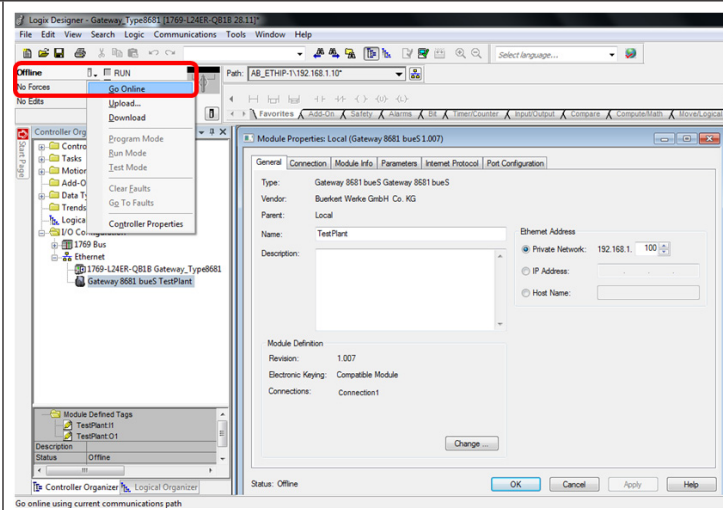 Logix Designer - Gateway_Type8681 [1769-L24ER-QB1B 28.11]*
File Edit View Search Logic Communications Tools Window Help
Select language...
Offline RUN
Path: AB_ETHIP-1\192.168.1.10*
No Forces
No Edits
Go Online
Upload...
Download
Program Mode
Run Mode
Test Mode
Clear Faults
Go To Faults
Controller Properties
Favorites Add-On Safety Alarms Bit Timer/Counter Input/Output Compare Compute/Math Move/Logical
Start Page
Controller Org
Contro
Tasks
Motion
Add-O
Data T
Trends
Logica
I/O Co
1769 Bus
Ethernet
1769-L24ER-QB1B Gateway_Type8681
Gateway 8681 bueS TestPlant
Module Defined Tags
TestPlant:I1
TestPlant:O1
Description
Status Offline
Controller Organizer Logical Organizer
Module Properties: Local (Gateway 8681 bueS 1.007)
General Connection Module Info Parameters Internet Protocol Port Configuration
Type: Gateway 8681 bueS Gateway 8681 bueS
Vendor: Buerkert Werke GmbH Co. KG
Parent: Local
Name: TestPlant
Description:
Ethernet Address
Private Network: 192.168.1. 100
IP Address:
Host Name:
Module Definition
Revision: 1.007
Electronic Keying: Compatible Module
Connections: Connection1
Change ...
Status: Offline
OK Cancel Apply Help
Go online using current communications path